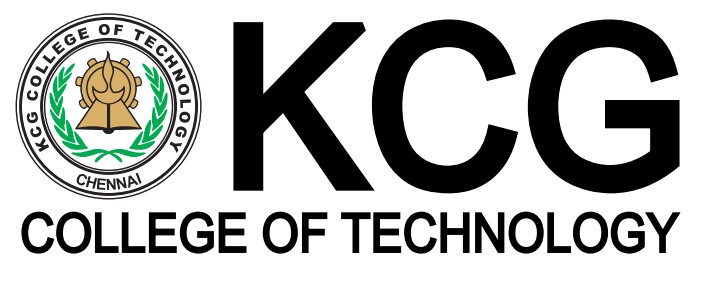 KCG COLLEGE OF TECHNOLOGY
CHENNAI
KCG
COLLEGE OF TECHNOLOGY